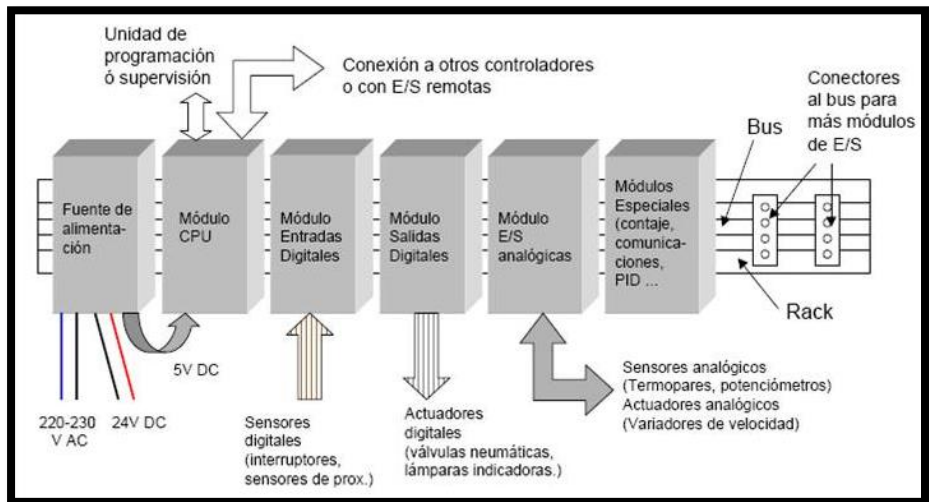 Unidad de
programación
ó supervisión
Conexión a otros controladores
o con E/S remotas
Conectores
al bus para
más módulos
de E/S
Bus
Fuente de
alimenta-
ción
Módulo
CPU
Módulo
Entradas
Digitales
Módulo
Salidas
Digitales
Módulo
E/S
analógicas
Módulos
Especiales
(contaje,
comunica-
ciones,
PID ...
Rack
5V DC
220-230
V AC
24V DC
Sensores
digitales
(interruptores,
sensores de prox.)
Actuadores
digitales
(válvulas neumáticas,
lámparas indicadoras.)
Sensores analógicos
(Termopares, potenciómetros)
Actuadores analógicos
(Variadores de velocidad)